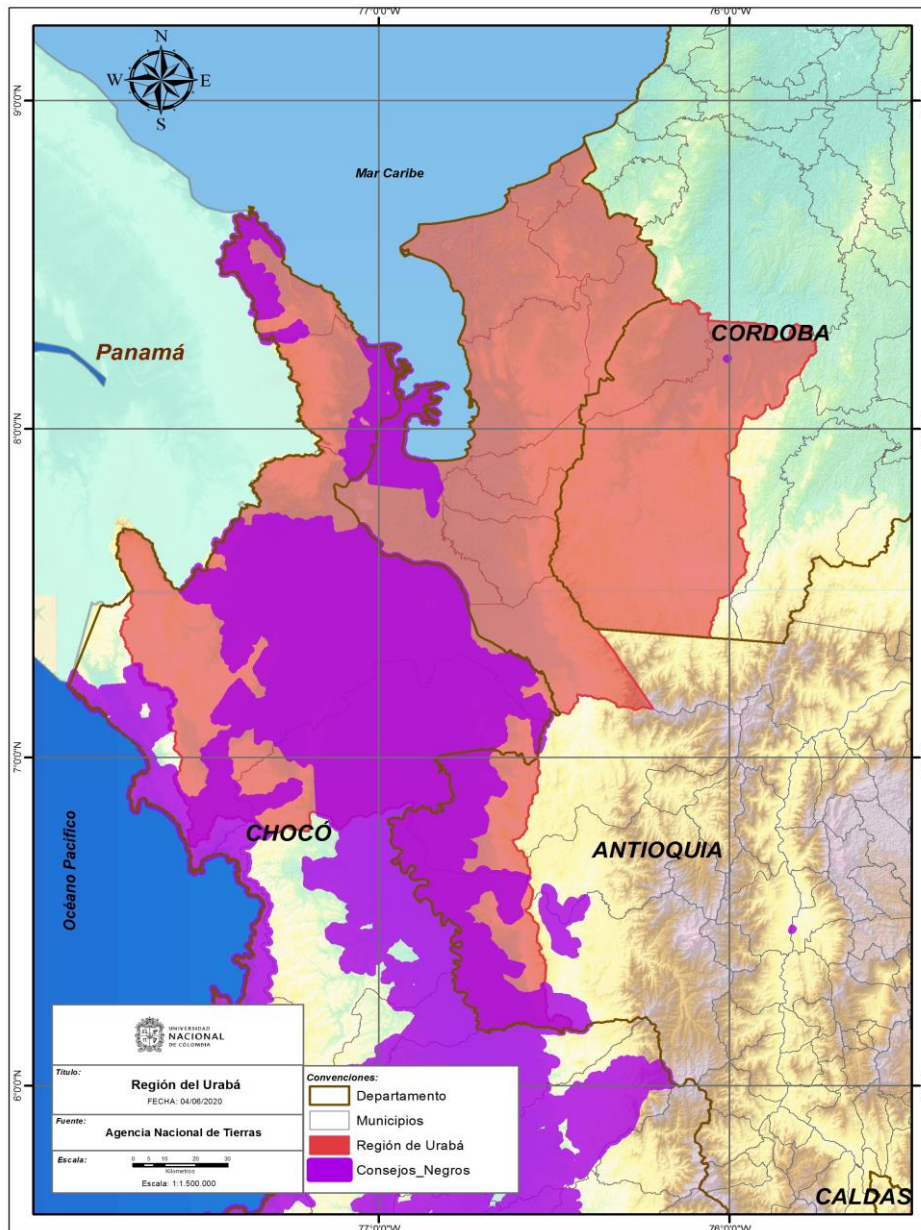 77°0'0"W
76°0'0"W
N
W
E
S
9°0'0"N
Mar Caribe
Panamá
CORDOBA
8°0'0"N
7°0'0"N
CHOCÓ
ANTIOQUIA
Océano Pacifico
6°0'0"N
UNIVERSIDAD
NACIONAL
DE COLOMBIA
Título:
Región del Urabá
FECHA: 04/06/2020
Fuente:
Agencia Nacional de Tierras
Escala:
0 5 10 20 30
Kilometros
Escala: 1:1.500.000
Convenciones:
Departamento
Municipios
Región de Urabá
Consejos_Negros
CALDAS
77°0'0"W
76°0'0"W